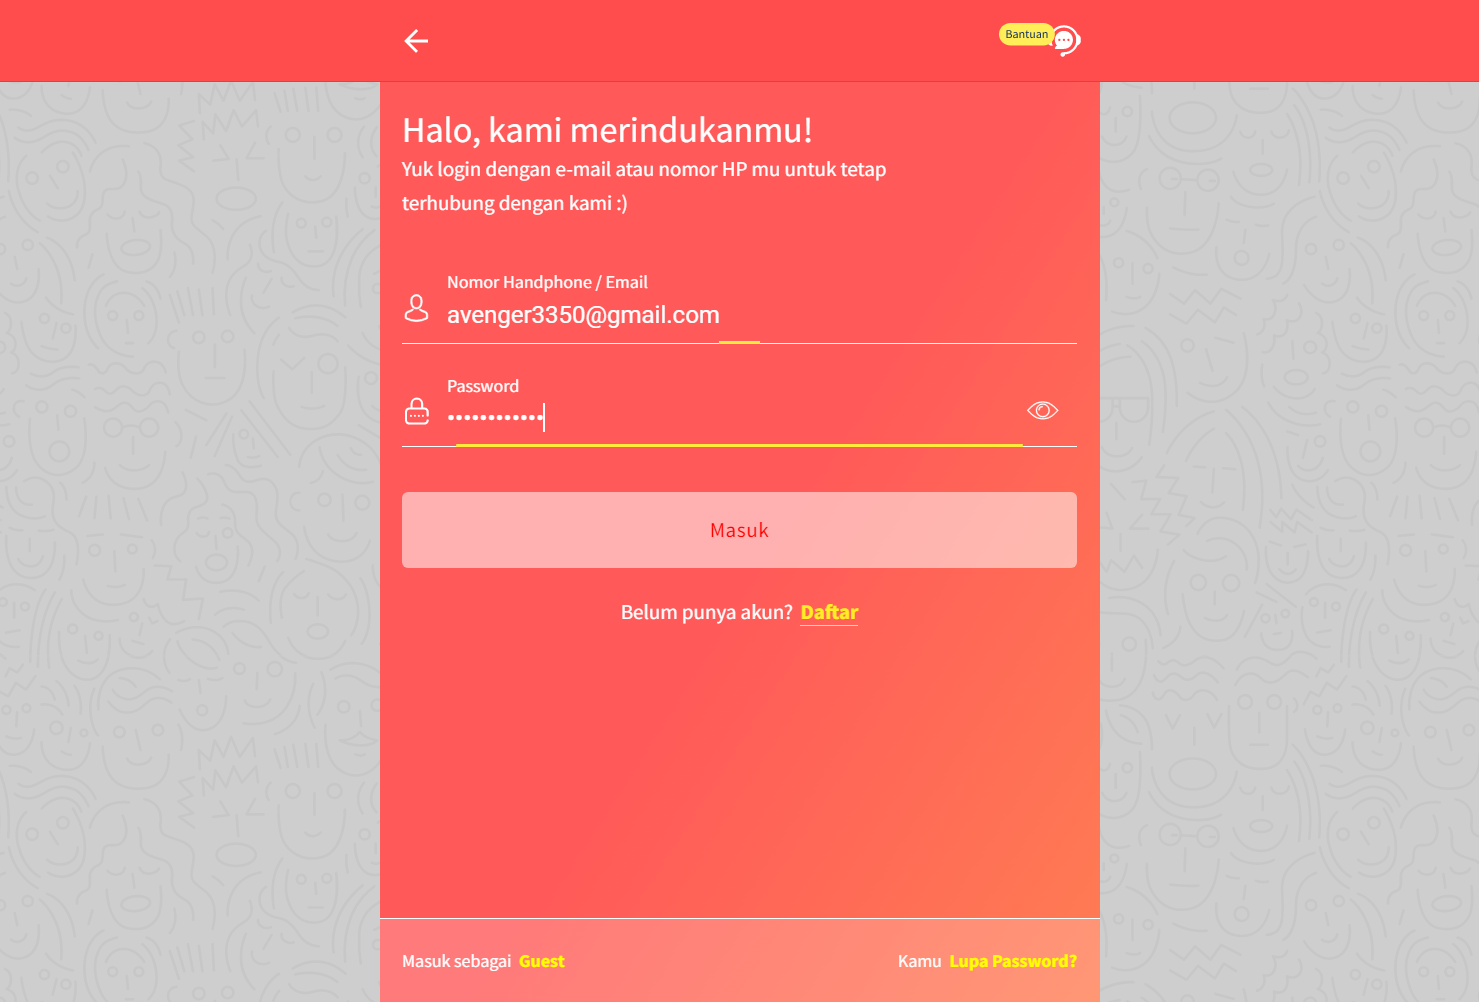 Bantuan
Halo, kami merindukanmu!
Yuk login dengan e-mail atau nomor HP mu untuk tetap
terhubung dengan kami :)
Nomor Handphone / Email
avenger3350@gmail.com
Password
••••••••••••
Masuk
Belum punya akun? Daftar
Masuk sebagai Guest
Kamu Lupa Password?